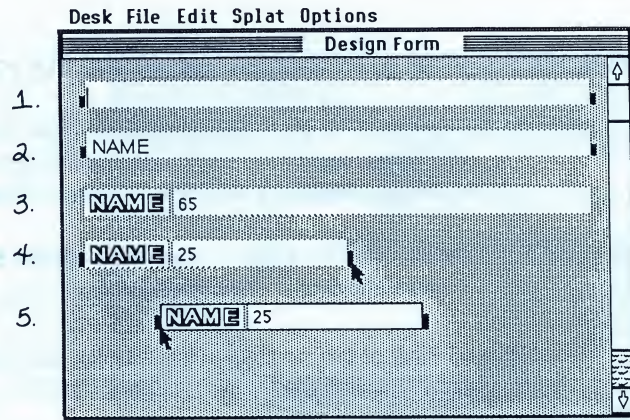 Desk File Edit Splat Options
Design Form
1.
2. NAME
3. NAME 65
4. NAME 25
5. NAME 25